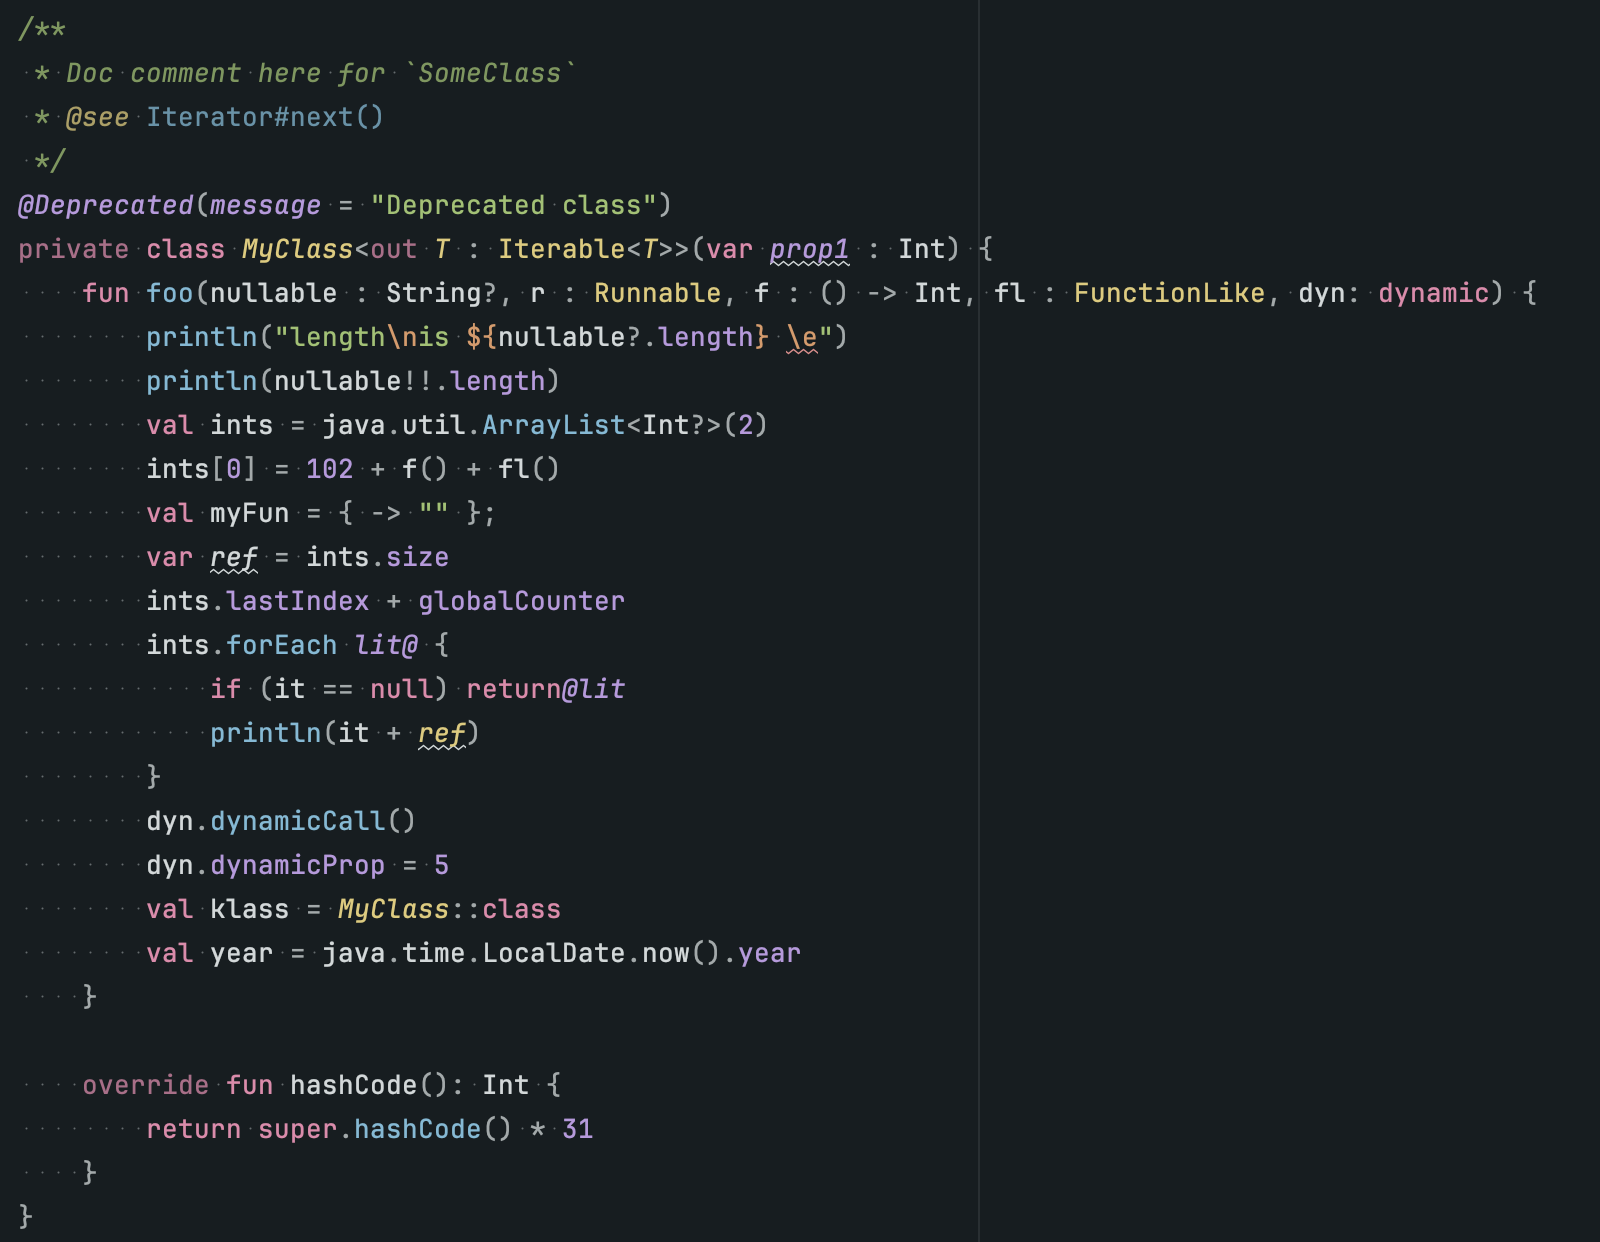 /**
 * Doc comment here for `SomeClass`
 * @see Iterator#next()
 */
@Deprecated(message = "Deprecated class")
private class MyClass<out T : Iterable<T>>(var prop1 : Int) {
    fun foo(nullable : String?, r : Runnable, f : () -> Int, fl : FunctionLike, dyn: dynamic) {
        println("length\nis ${nullable?.length} \e")
        println(nullable!!.length)
        val ints = java.util.ArrayList<Int?>(2)
        ints[0] = 102 + f() + fl()
        val myFun = { -> "" };
        var ref = ints.size
        ints.lastIndex + globalCounter
        ints.forEach lit@ {
            if (it == null) return@lit
            println(it + ref)
        }
        dyn.dynamicCall()
        dyn.dynamicProp = 5
        val klass = MyClass::class
        val year = java.time.LocalDate.now().year
    }

    override fun hashCode(): Int {
        return super.hashCode() * 31
    }
}